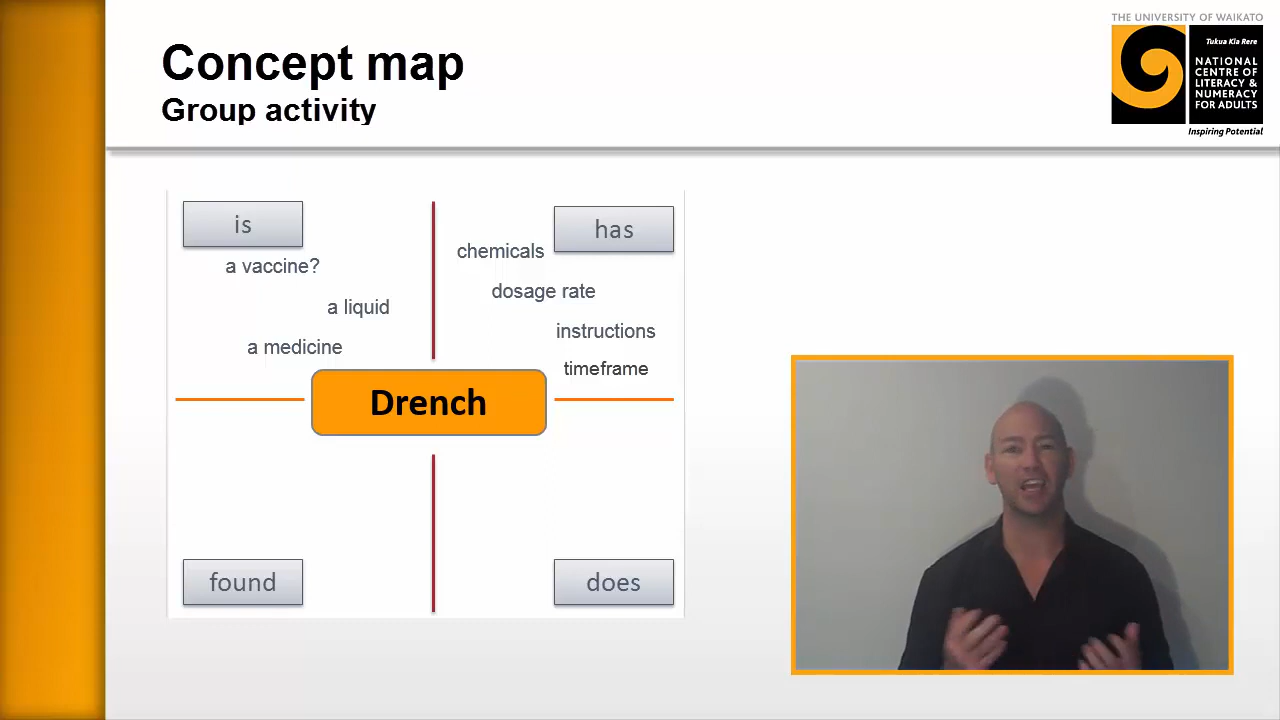 THE UNIVERSITY OF WAIKATO
Tukua Kia Rere
NATIONAL
CENTRE OF
LITERACY &
NUMERACY
FOR ADULTS
Inspiring Potential
Concept map
Group activity
is
a vaccine?
a liquid
a medicine
has
chemicals
dosage rate
instructions
timeframe
Drench
found
does